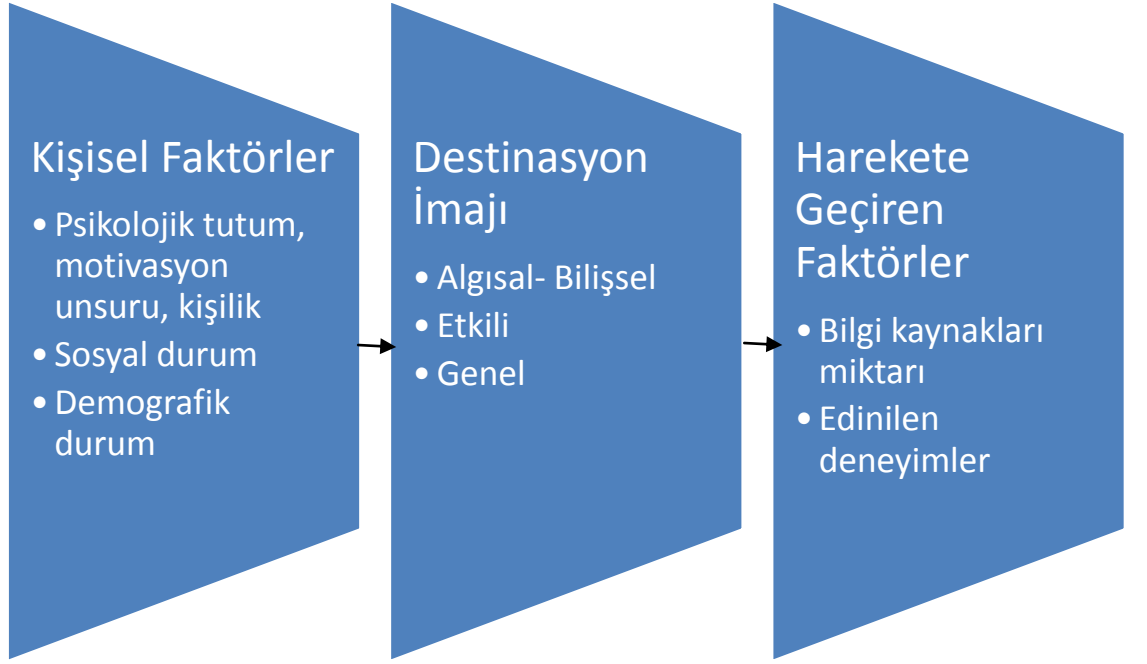 Kişisel Faktörler
• Psikolojik tutum,
motivasyon
unsuru, kişilik
• Sosyal durum
• Demografik
durum
Destinasyon
İmajı
• Algısal- Bilişsel
• Etkili
• Genel
Harekete
Geçiren
Faktörler
• Bilgi kaynakları
miktarı
• Edinilen
deneyimler